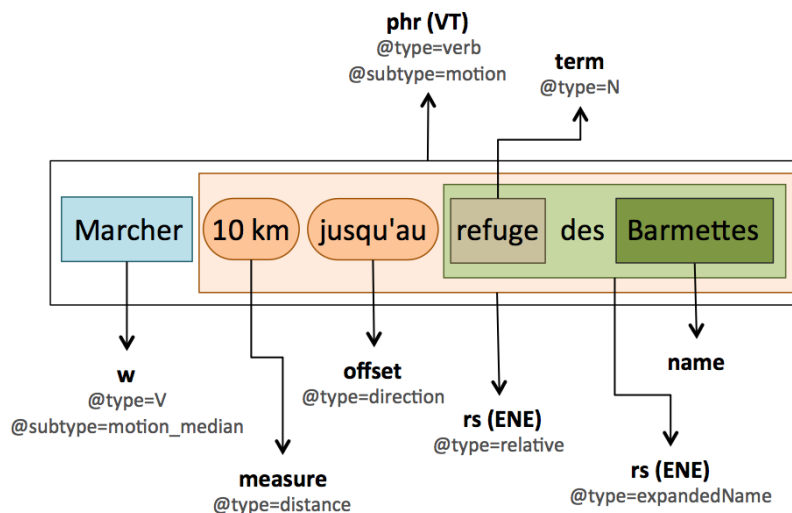 phr (VT)
@type=verb
@subtype=motion
term
@type=N
Marcher 10 km jusqu'au refuge des Barmettes
w
@type=V
@subtype=motion_median
measure
@type=distance
offset
@type=direction
rs (ENE)
@type=relative
name
rs (ENE)
@type=expandedName